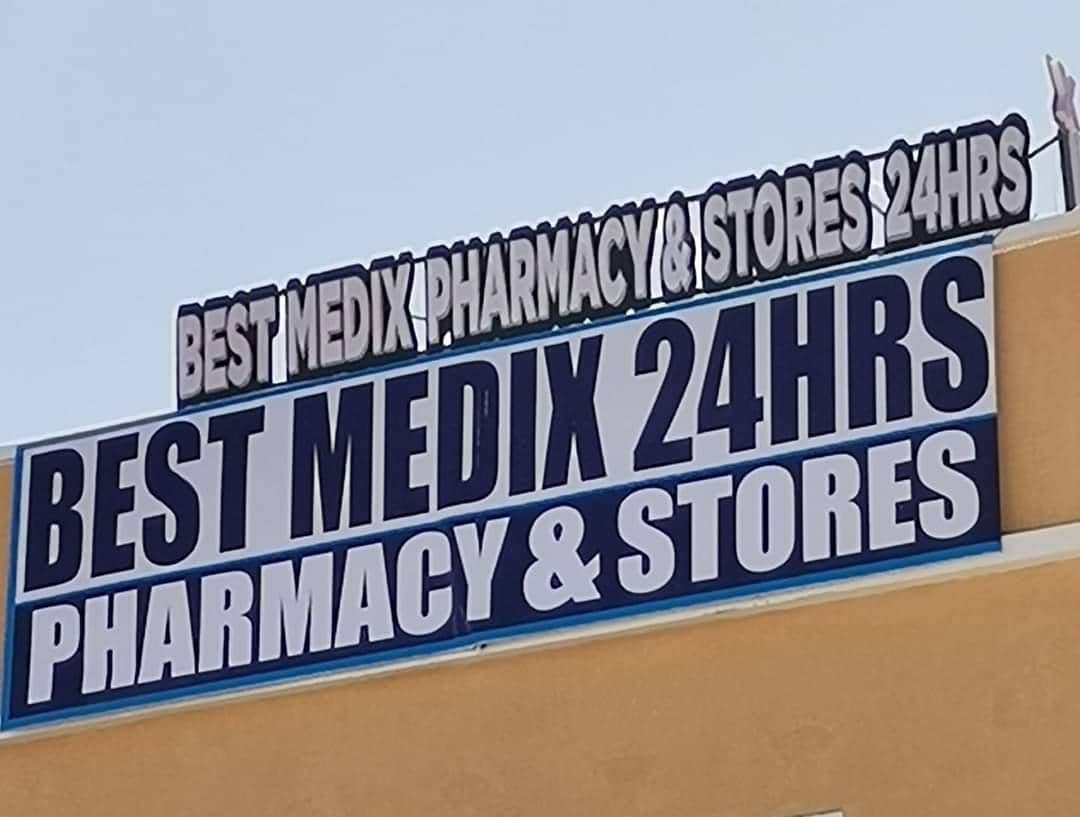 BEST MEDIX PHARMACY & STORES 24HRS
BEST MEDIX 24HRS
PHARMACY & STORES